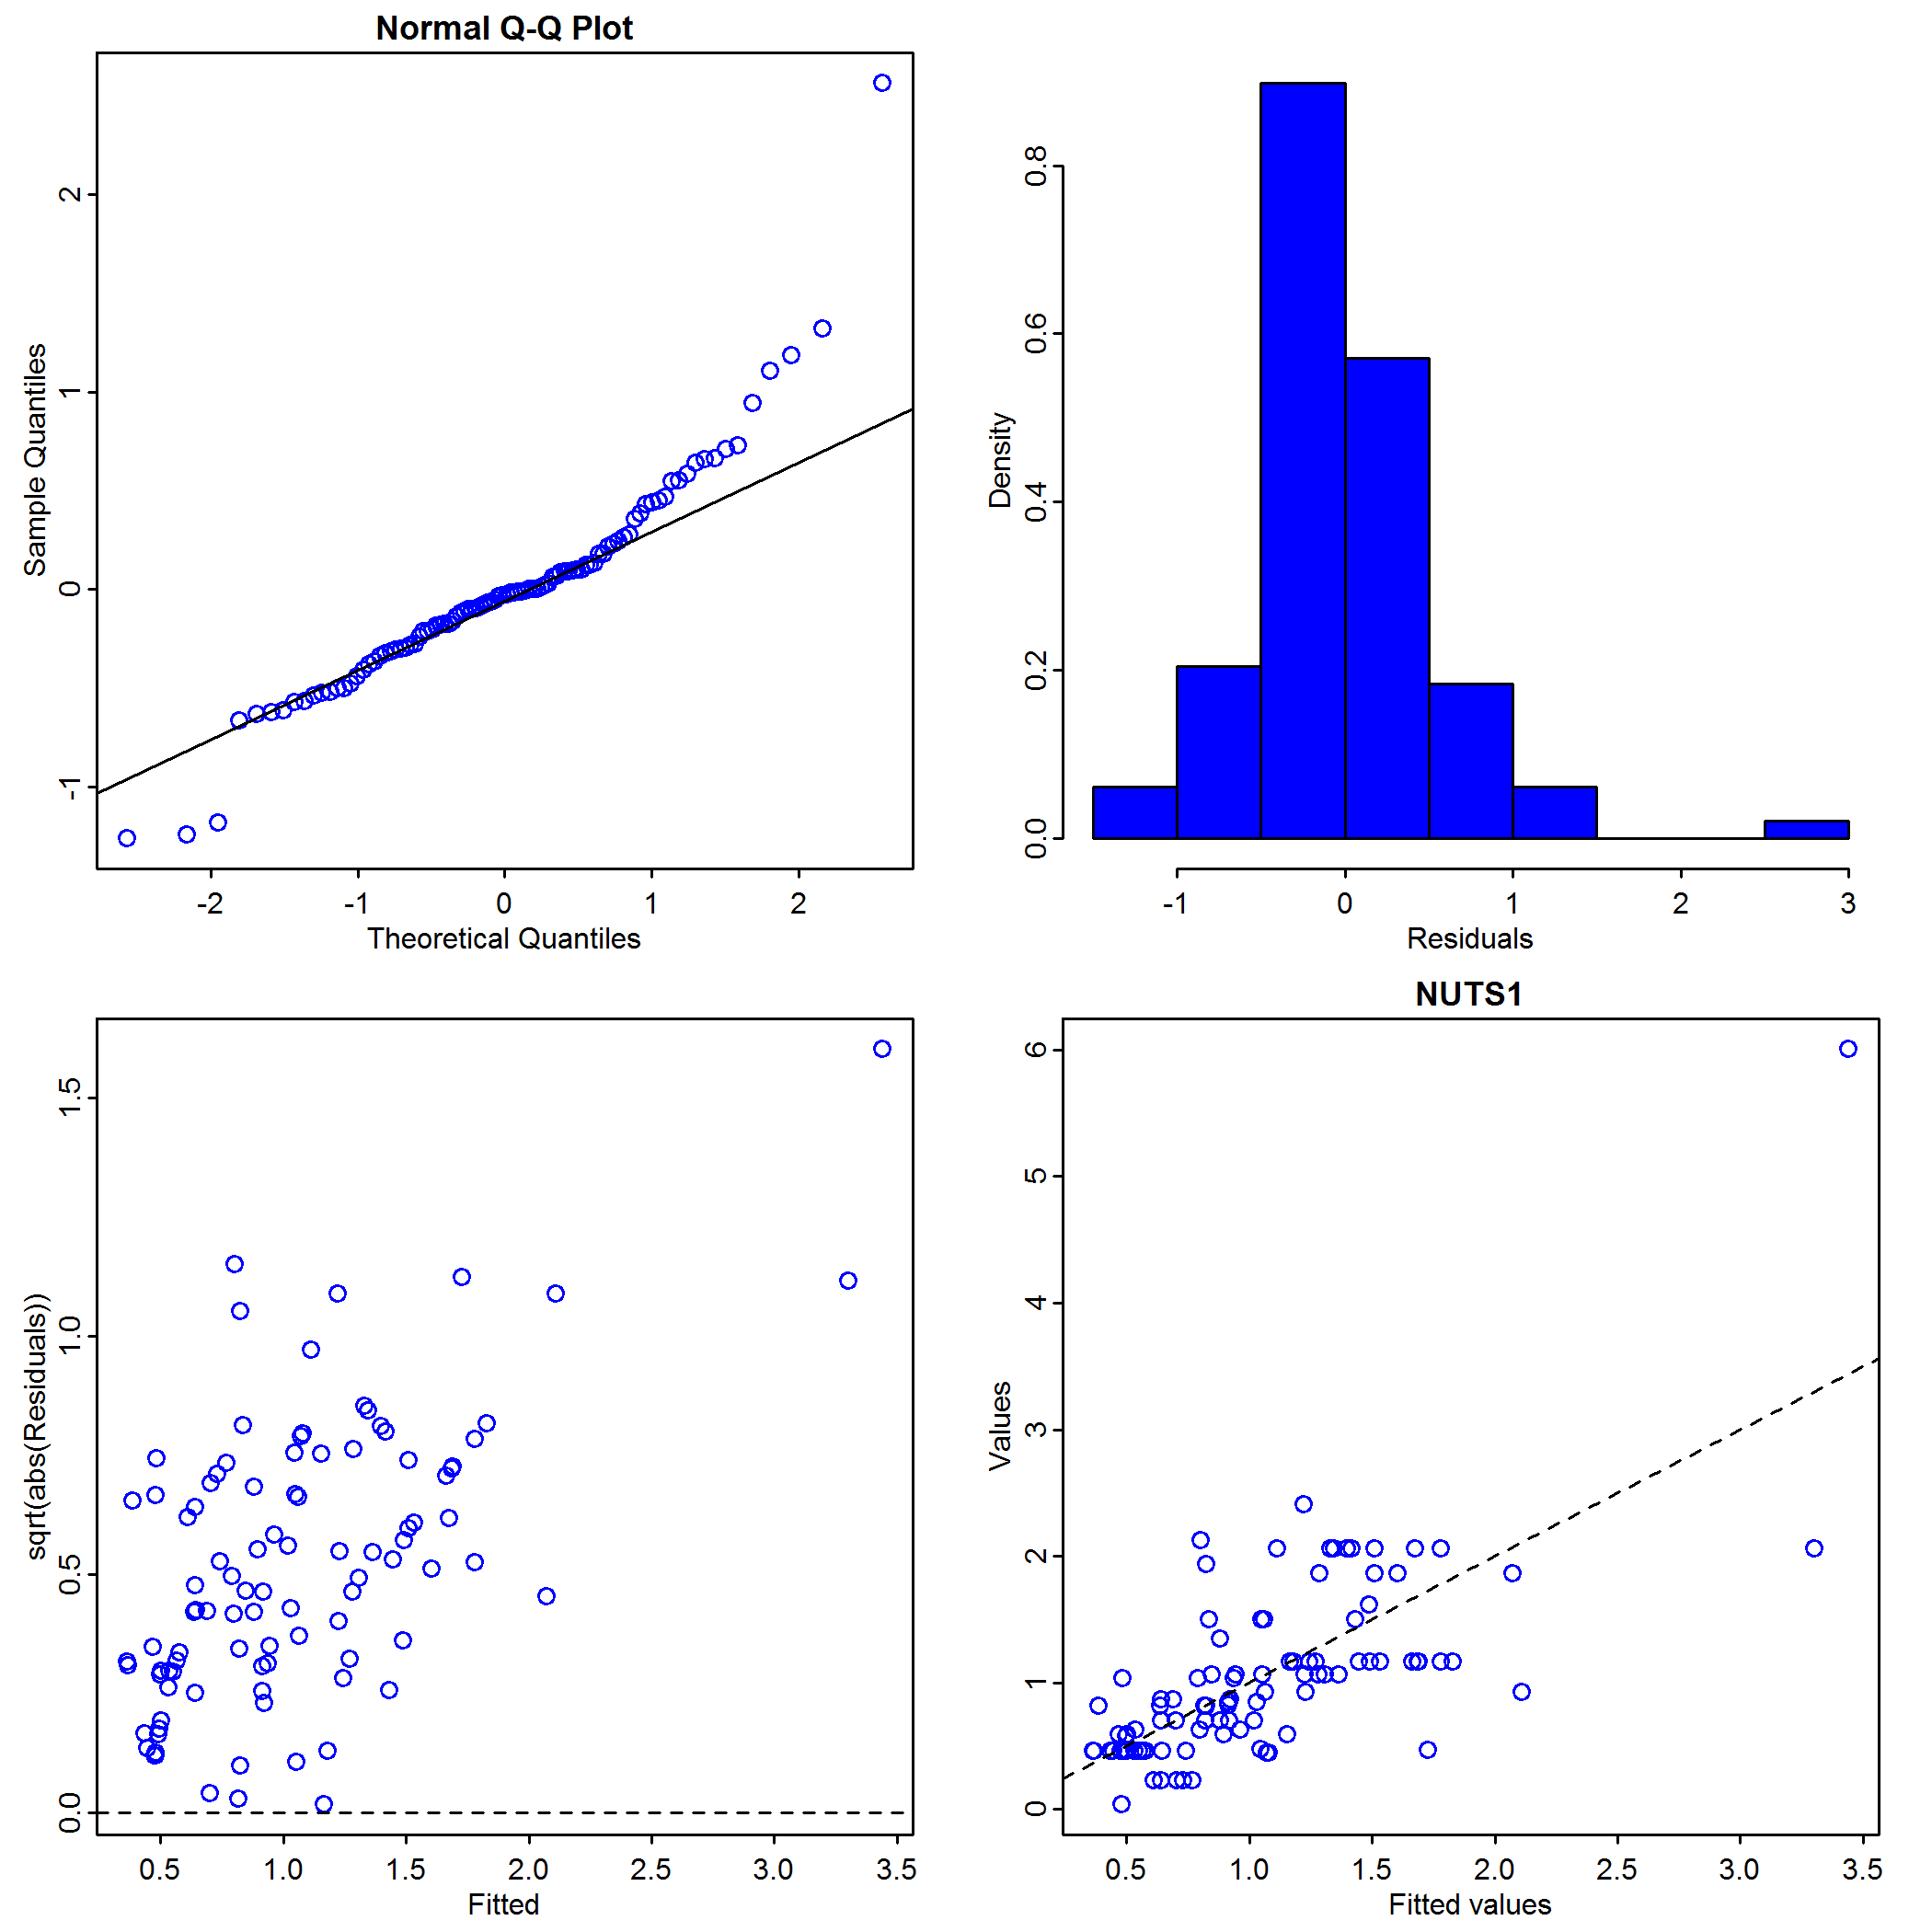 Normal Q-Q Plot
Sample Quantiles
-1 0 1 2
-2 -1 0 1 2
Theoretical Quantiles
Density
0.0 0.2 0.4 0.6 0.8
-1 0 1 2 3
Residuals
sqrt(abs(Residuals))
0.0 0.5 1.0 1.5
0.5 1.0 1.5 2.0 2.5 3.0 3.5
Fitted
NUTS1
Values
0 1 2 3 4 5 6
0.5 1.0 1.5 2.0 2.5 3.0 3.5
Fitted values